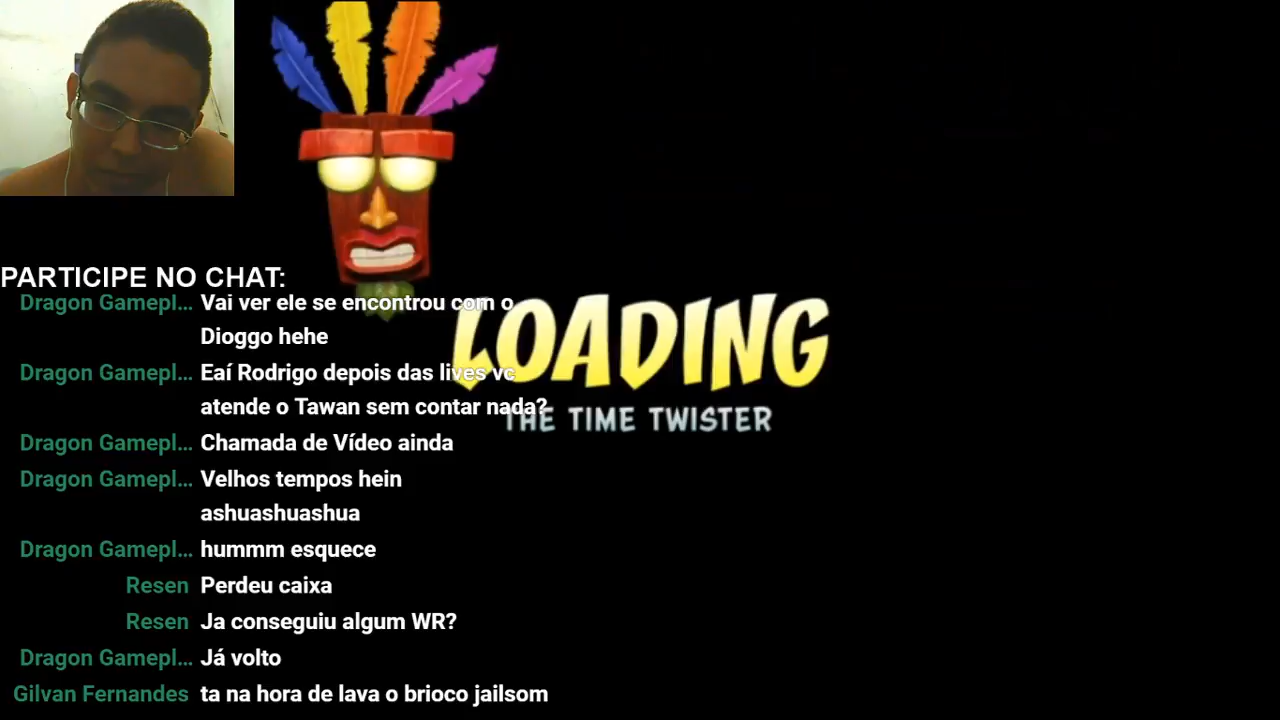 PARTICIPE NO CHAT:
Dragon Gamepl... Vai ver ele se encontrou com o
Dioggo hehe
Dragon Gamepl... Eaí Rodrigo depois das lives vc
atende o Tawan sem contar nada?
Dragon Gamepl... Chamada de Vídeo ainda
Dragon Gamepl... Velhos tempos hein
ashuashuashua
Dragon Gamepl... hummm esquece
Resen Perdeu caixa
Resen Ja conseguiu algum WR?
Dragon Gamepl... Já volto
Gilvan Fernandes ta na hora de lava o brioco jailsom
LOADING
THE TIME TWISTER